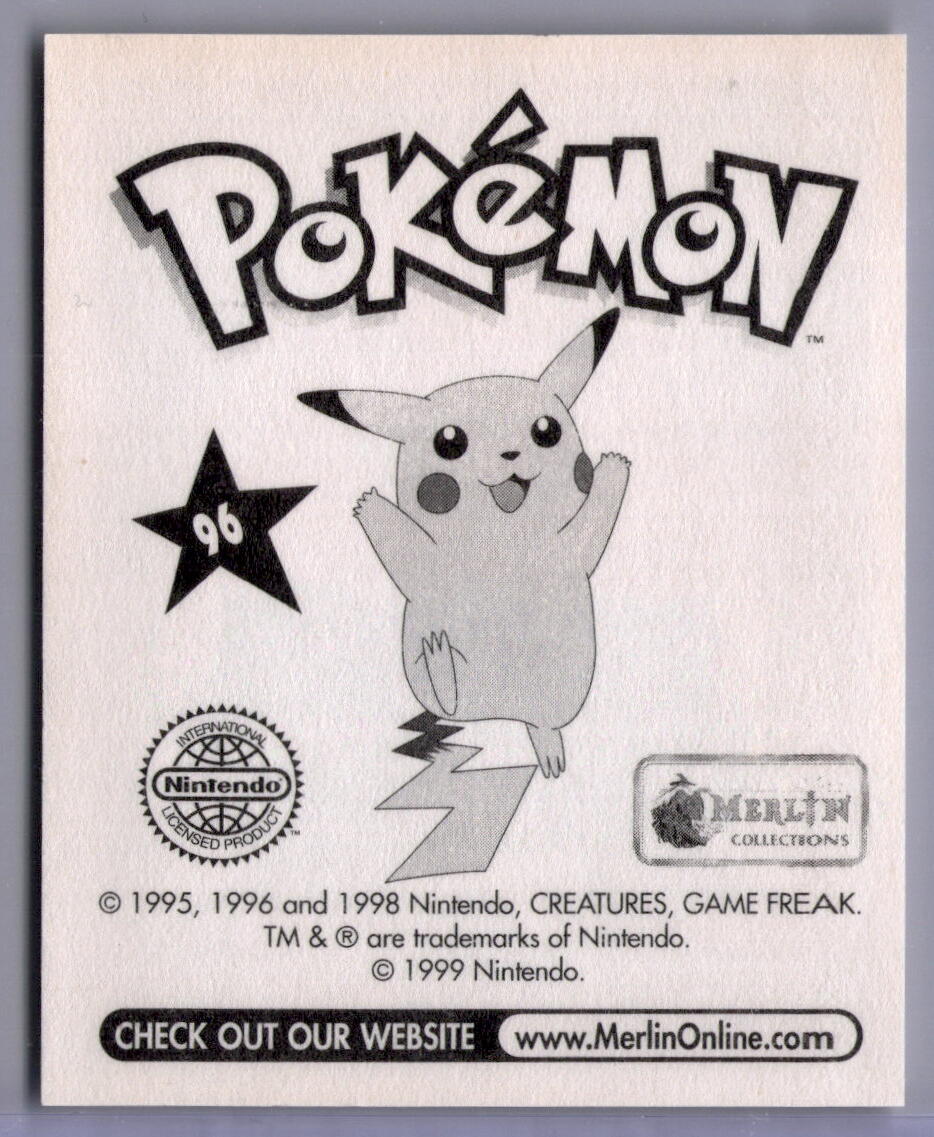 POKéMON
TM
96
INTERNATIONAL
Nintendo
LICENSED PRODUCT
TM
MERLIN
COLLECTIONS
© 1995, 1996 and 1998 Nintendo, CREATURES, GAME FREAK.
TM & ® are trademarks of Nintendo.
© 1999 Nintendo.
CHECK OUT OUR WEBSITE www.MerlinOnline.com